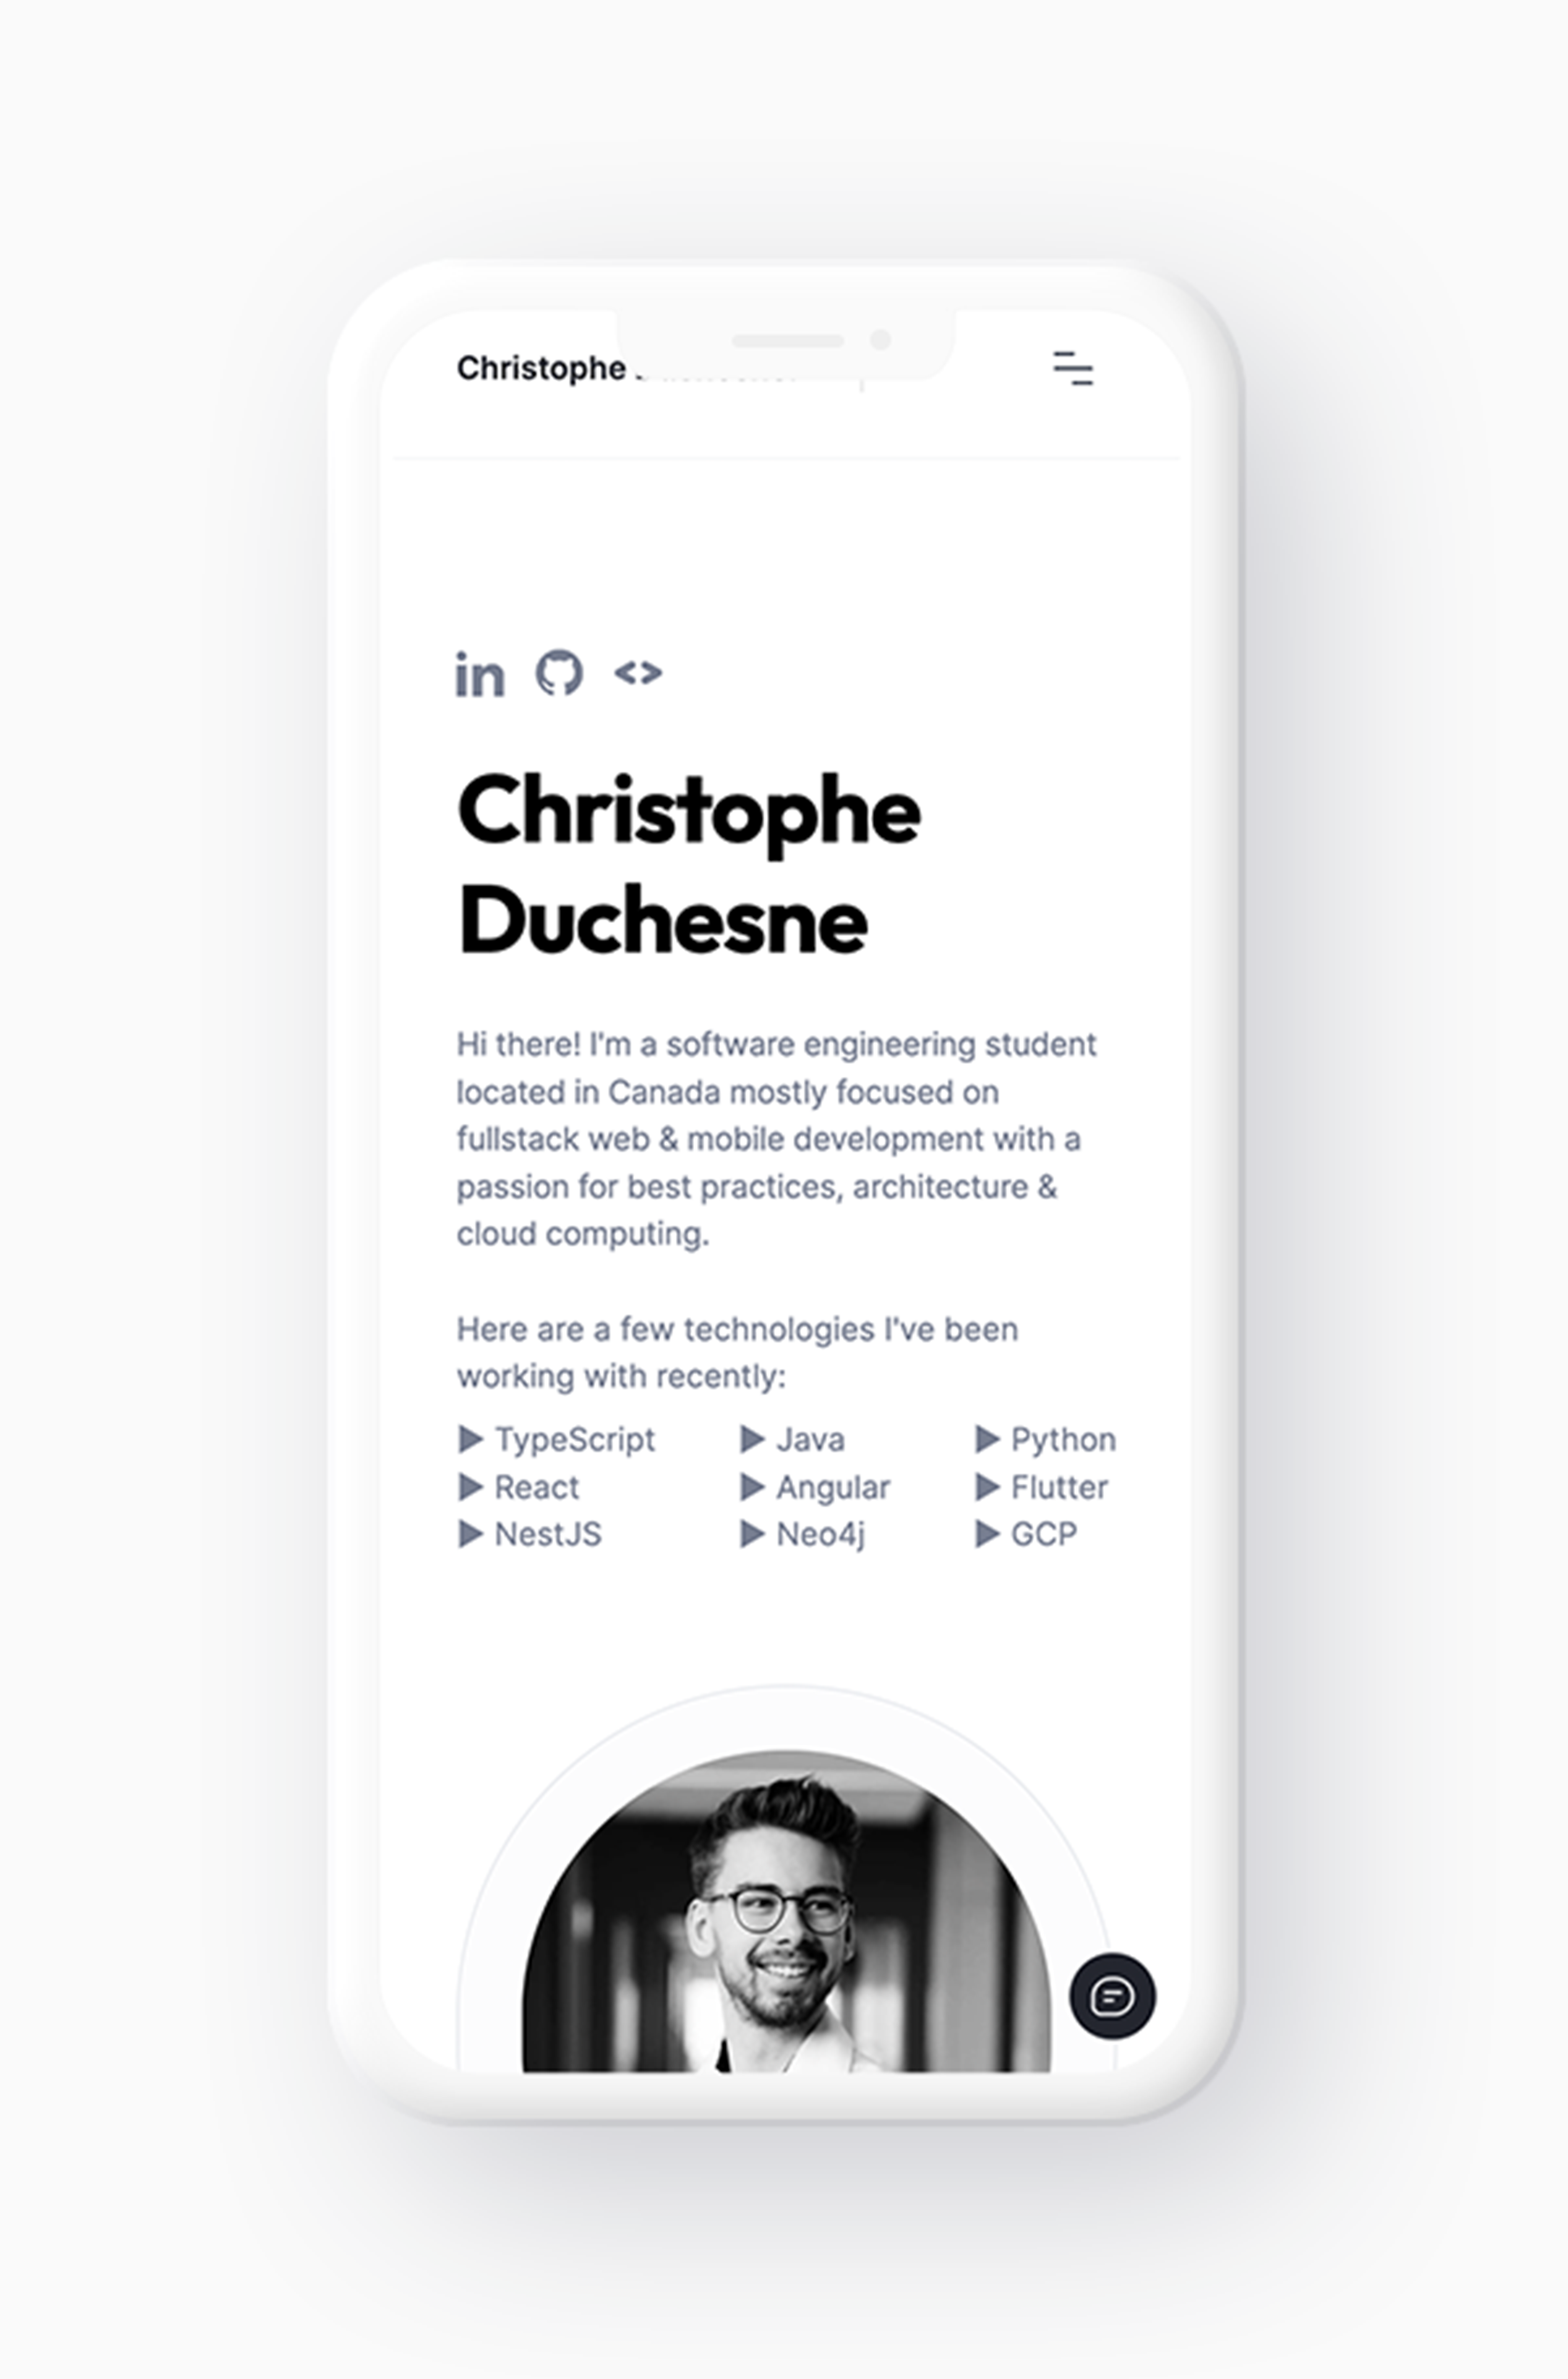 Christophe
in
Christophe
Duchesne
Hi there! I'm a software engineering student
located in Canada mostly focused on
fullstack web & mobile development with a
passion for best practices, architecture &
cloud computing.
Here are a few technologies I've been
working with recently:
TypeScript Java Python
React Angular Flutter
NestJS Neo4j GCP